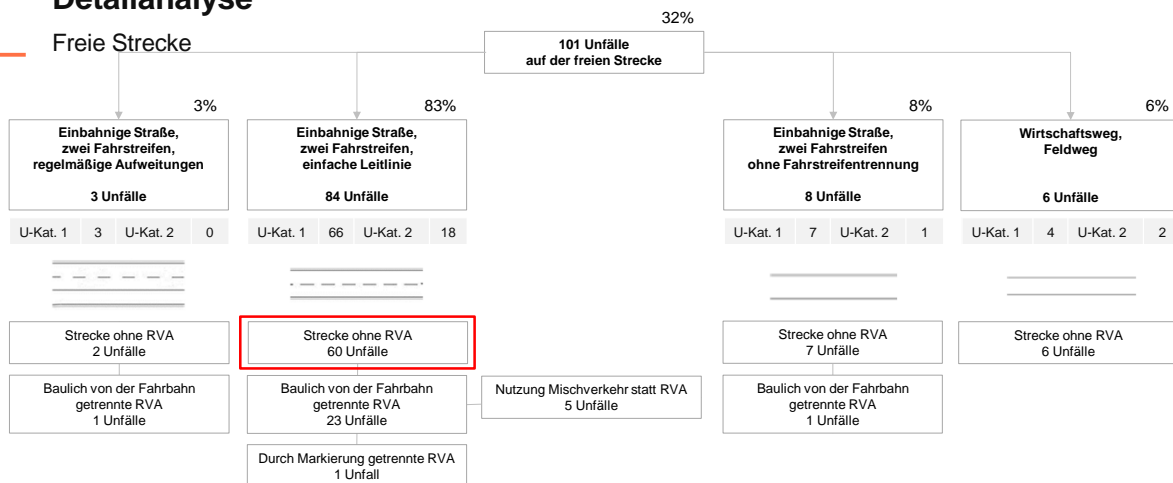 Detailanalyse
Freie Strecke
32%
101 Unfälle
auf der freien Strecke
3%
Einbahnige Straße,
zwei Fahrstreifen,
regelmäßige Aufweitungen
3 Unfälle
U-Kat. 1 3 U-Kat. 2 0
Strecke ohne RVA
2 Unfälle
Baulich von der Fahrbahn
getrennte RVA
1 Unfälle
83%
Einbahnige Straße,
zwei Fahrstreifen,
einfache Leitlinie
84 Unfälle
U-Kat. 1 66 U-Kat. 2 18
Strecke ohne RVA
60 Unfälle
Baulich von der Fahrbahn
getrennte RVA
23 Unfälle
Nutzung Mischverkehr statt RVA
5 Unfälle
Durch Markierung getrennte RVA
1 Unfall
8%
Einbahnige Straße,
zwei Fahrstreifen
ohne Fahrstreifentrennung
8 Unfälle
U-Kat. 1 7 U-Kat. 2 1
Strecke ohne RVA
7 Unfälle
Baulich von der Fahrbahn
getrennte RVA
1 Unfälle
6%
Wirtschaftsweg,
Feldweg
6 Unfälle
U-Kat. 1 4 U-Kat. 2 2
Strecke ohne RVA
6 Unfälle